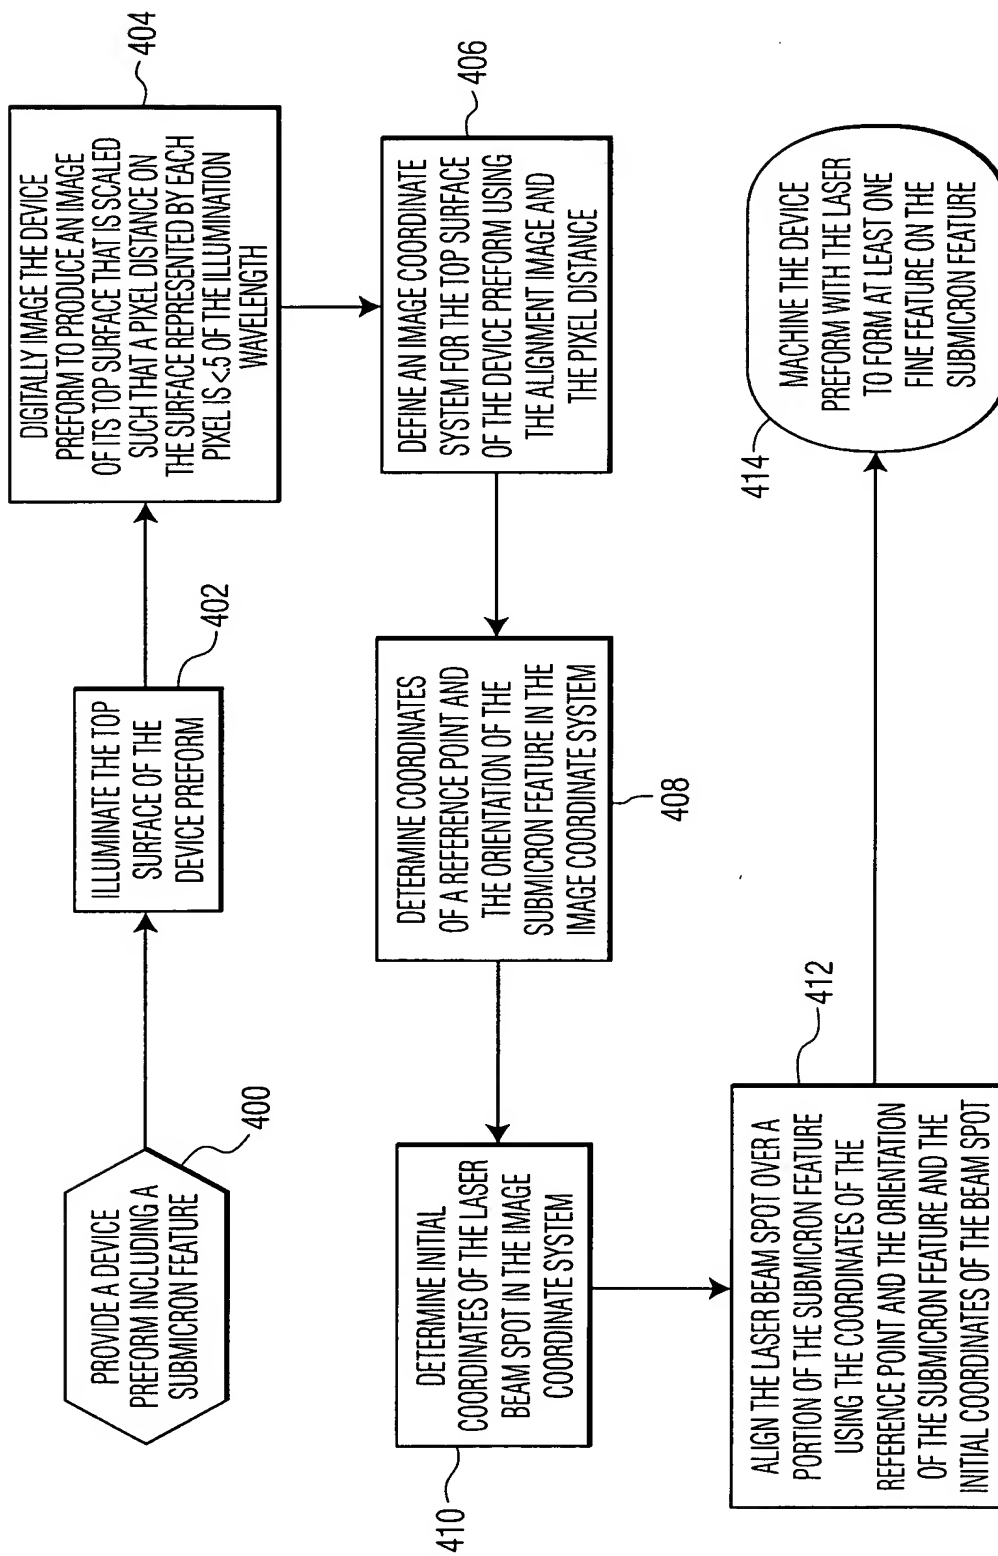 PROVIDE A DEVICE
PREFORM INCLUDING A
SUBMICRON FEATURE
400
ILLUMINATE THE TOP
SURFACE OF THE
DEVICE PREFORM
402
DIGITALLY IMAGE THE DEVICE
PREFORM TO PRODUCE AN IMAGE
OF ITS TOP SURFACE THAT IS SCALED
SUCH THAT A PIXEL DISTANCE ON
THE SURFACE REPRESENTED BY EACH
PIXEL IS <.5 OF THE ILLUMINATION
WAVELENGTH
404
DEFINE AN IMAGE COORDINATE
SYSTEM FOR THE TOP SURFACE
OF THE DEVICE PREFORM USING
THE ALIGNMENT IMAGE AND
THE PIXEL DISTANCE
406
DETERMINE COORDINATES
OF A REFERENCE POINT AND
THE ORIENTATION OF THE
SUBMICRON FEATURE IN THE
IMAGE COORDINATE SYSTEM
408
DETERMINE INITIAL
COORDINATES OF THE LASER
BEAM SPOT IN THE IMAGE
COORDINATE SYSTEM
410
ALIGN THE LASER BEAM SPOT OVER A
PORTION OF THE SUBMICRON FEATURE
USING THE COORDINATES OF THE
REFERENCE POINT AND THE ORIENTATION
OF THE SUBMICRON FEATURE AND THE
INITIAL COORDINATES OF THE BEAM SPOT
412
MACHINE THE DEVICE
PREFORM WITH THE LASER
TO FORM AT LEAST ONE
FINE FEATURE ON THE
SUBMICRON FEATURE
414